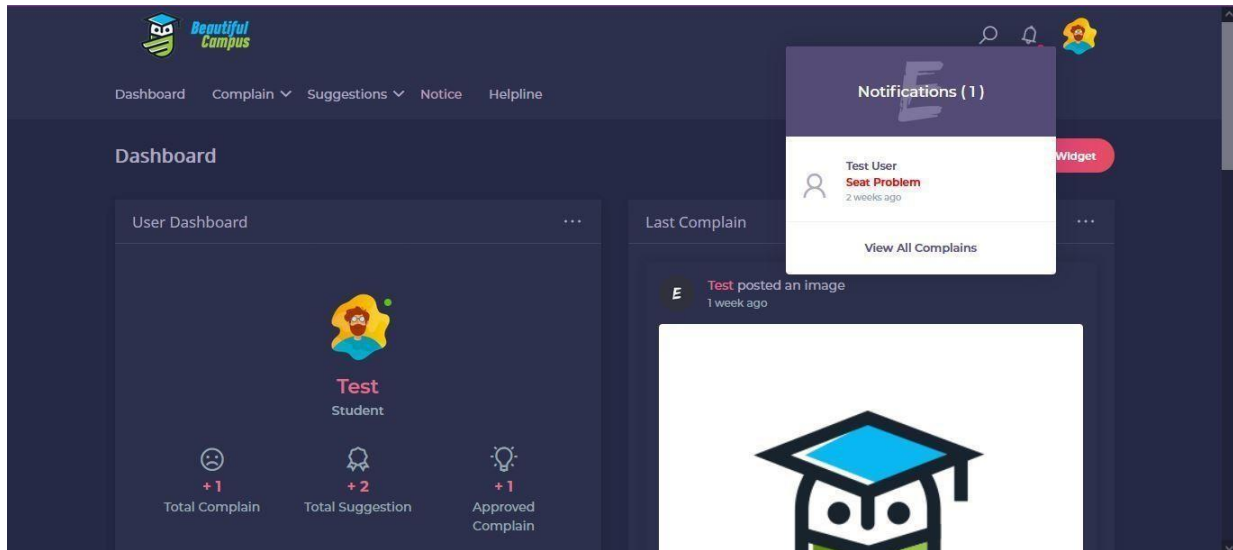 Beautiful
Campus
Dashboard Complain Suggestions Notice Helpline
Notifications (1)
E
Dashboard
Widget
Test User
Seat Problem
2 weeks ago
View All Complains
User Dashboard ...
Last Complain ...
E
Test posted an image
1 week ago
Test
Student
+1 +2 +1
Total Complain Total Suggestion Approved
Complain